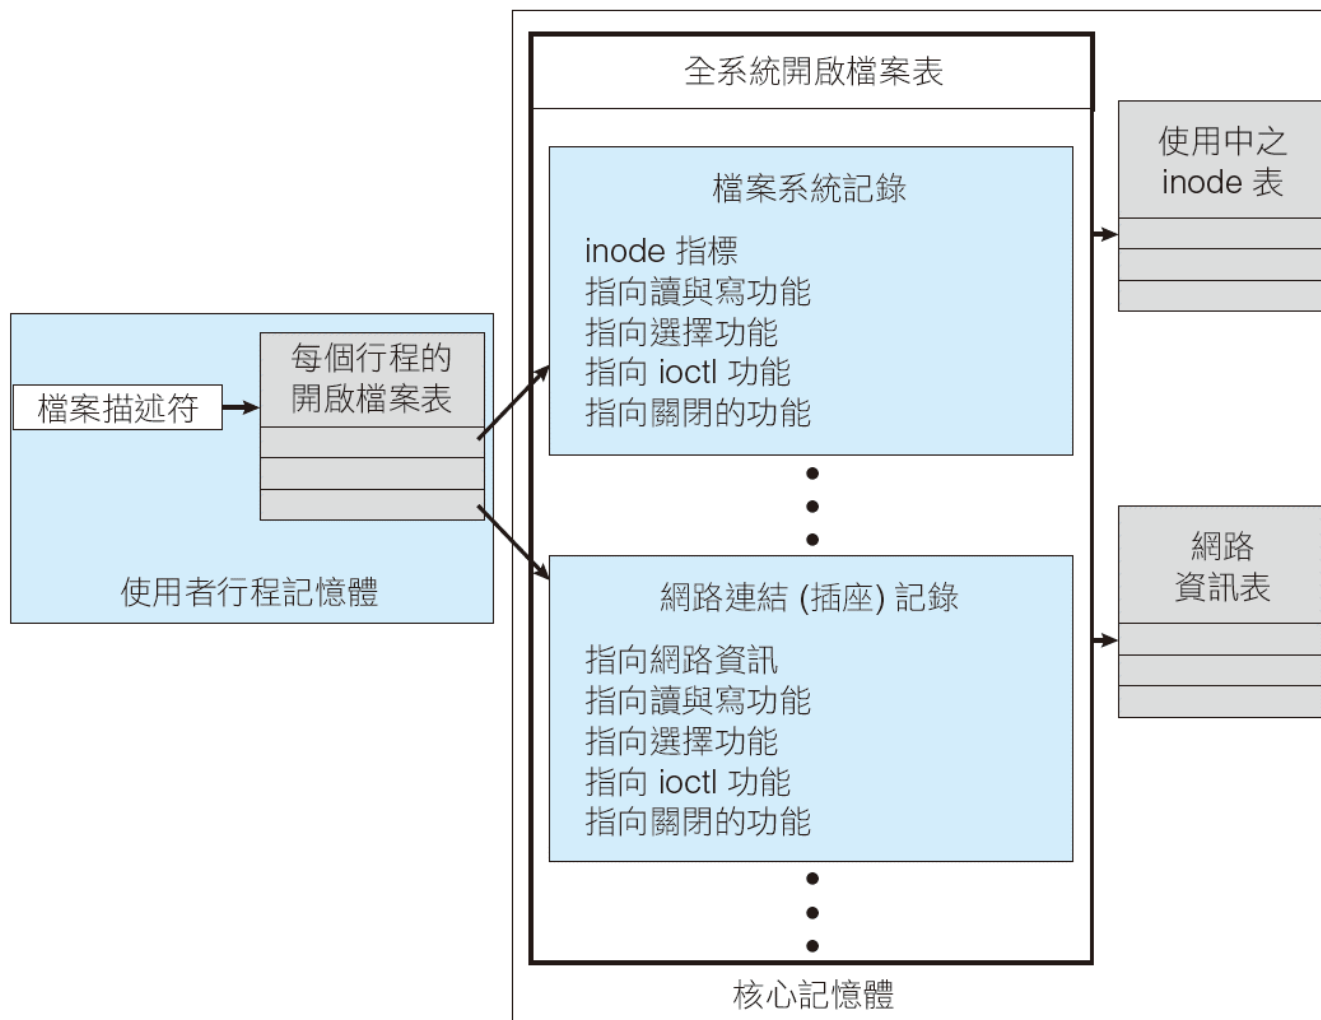 全系統開啟檔案表
檔案系統記錄
inode 指標
指向讀與寫功能
指向選擇功能
指向 ioctl 功能
指向關閉的功能
使用中之
inode 表
每個行程的
開啟檔案表
檔案描述符
使用者行程記憶體
網路連結 (插座) 記錄
指向網路資訊
指向讀與寫功能
指向選擇功能
指向 ioctl 功能
指向關閉的功能
網路
資訊表
核心記憶體